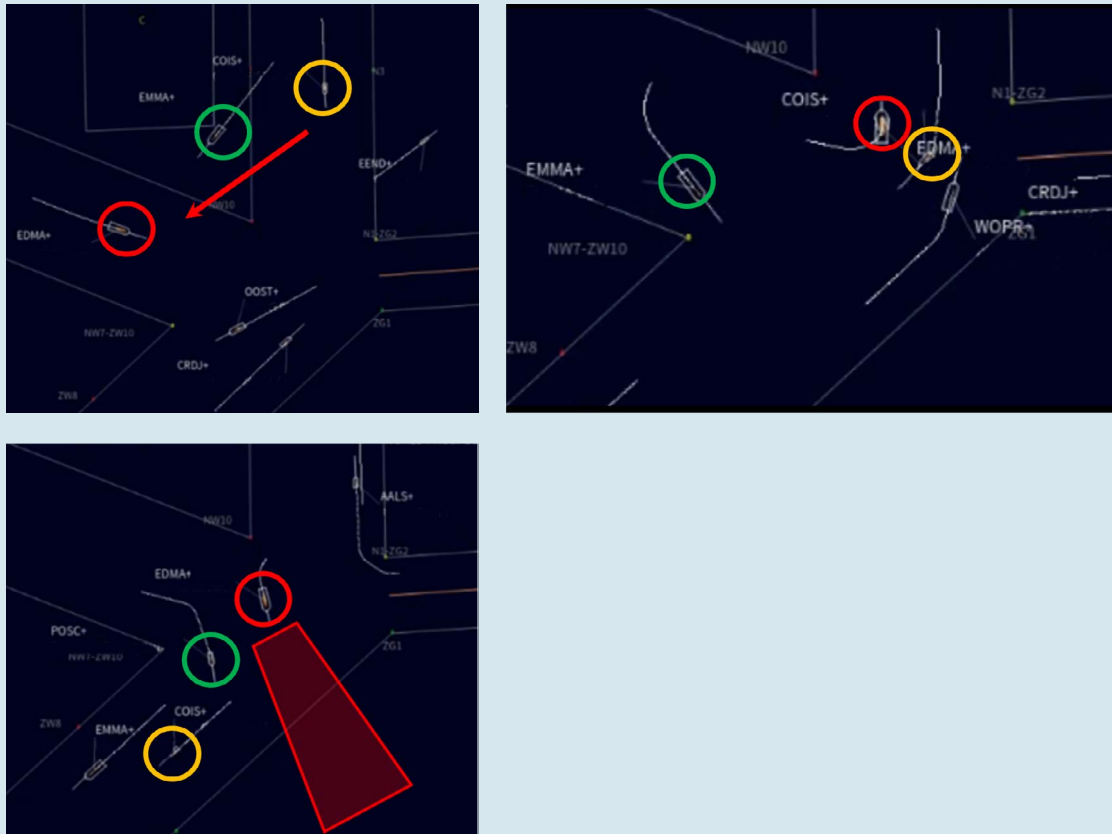 C
COIS+
N3
EMMA+
EEND+
NW10
EDMA+
N1-ZG2
OOST+
ZG1
NW7-ZW10
CRDJ+
ZW8
NW10
COIS+
N1-ZG2
EDMA+
EMMA+
CRDJ+
WOPR+
ZG1
NW7-ZW10
ZW8
AALS+
NW10
N1-ZG2
EDMA+
POSC+
ZG1
NW7-ZW10
COIS+
ZW8
EMMA+